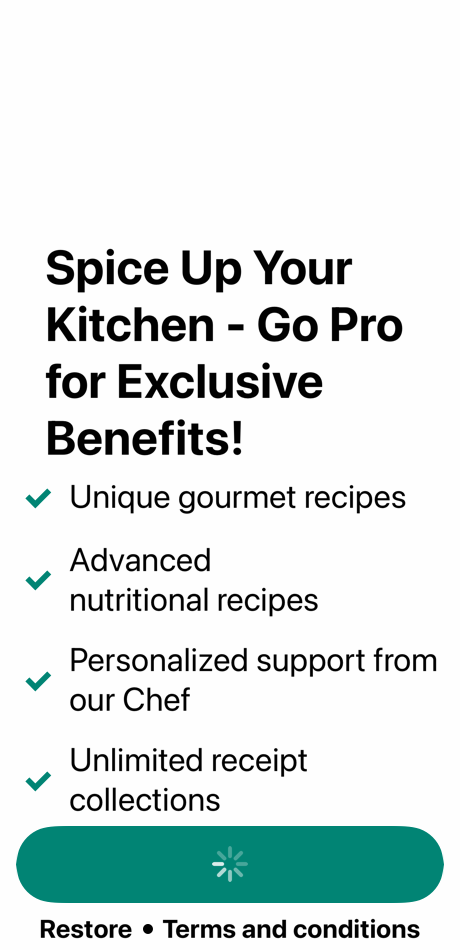 Spice Up Your
Kitchen - Go Pro
for Exclusive
Benefits!
Unique gourmet recipes
Advanced
nutritional recipes
Personalized support from
our Chef
Unlimited receipt
collections
Restore • Terms and conditions